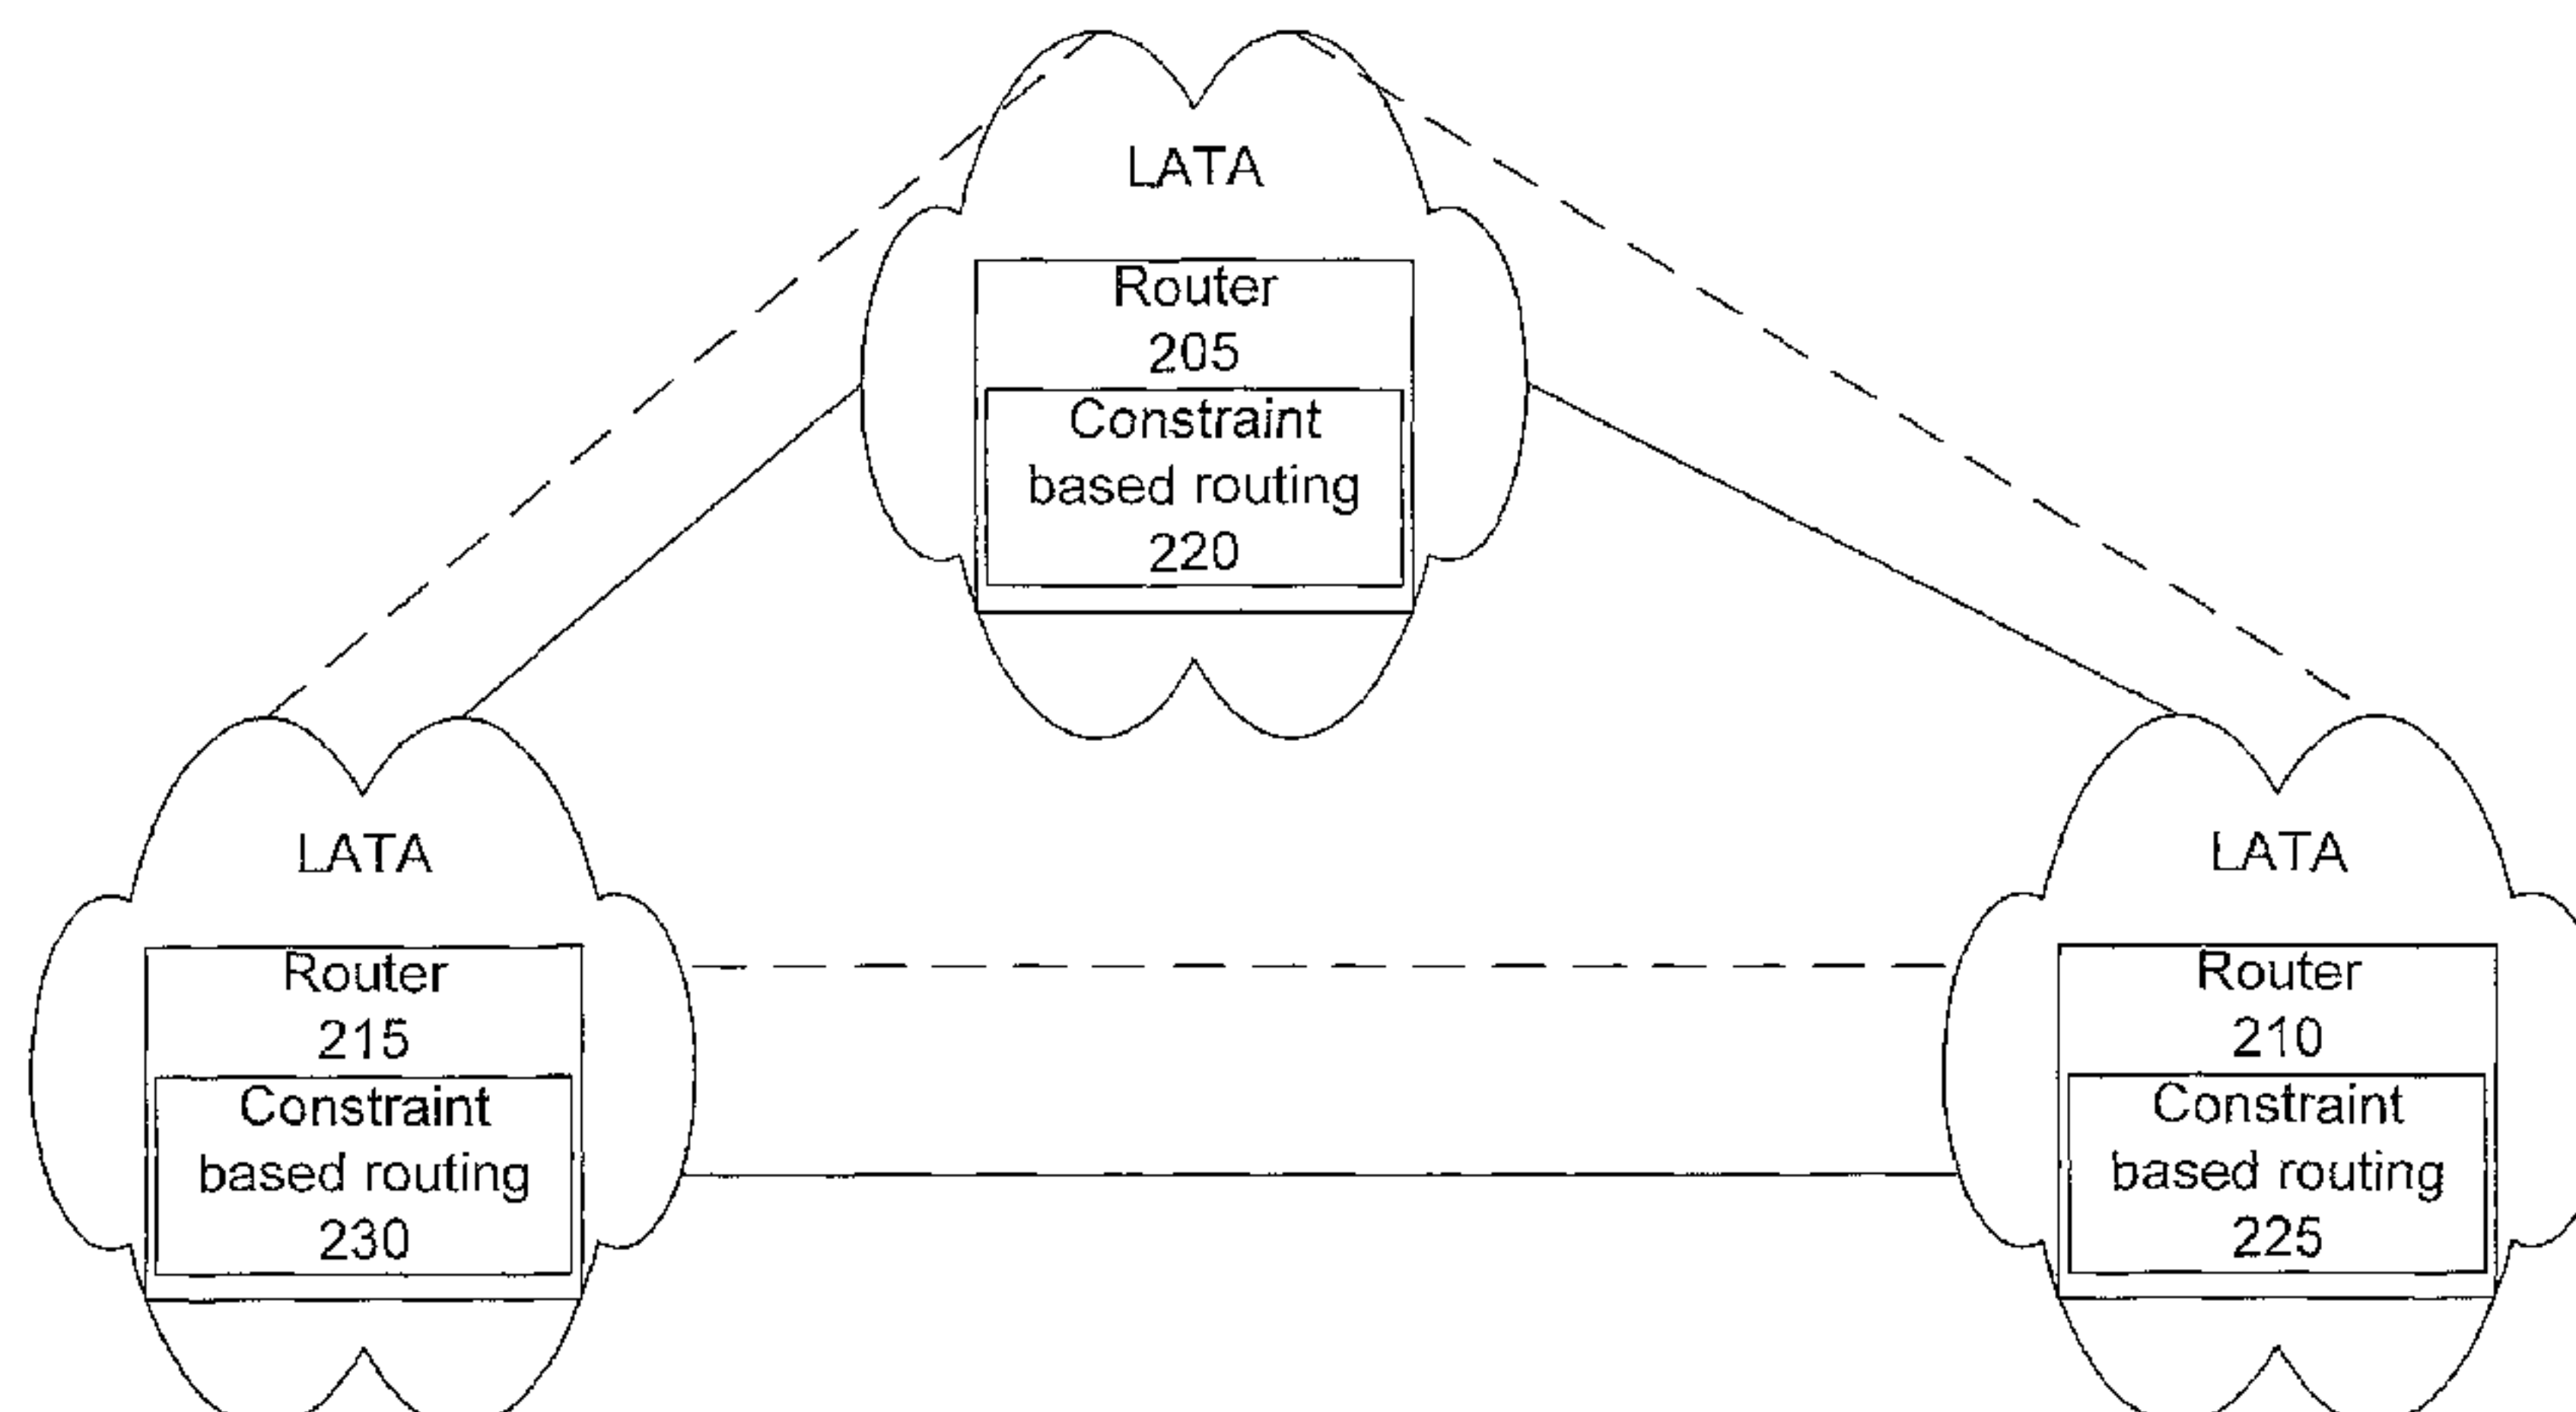 LATA
Router
205
Constraint
based routing
220
LATA
Router
215
Constraint
based routing
230
LATA
Router
210
Constraint
based routing
225